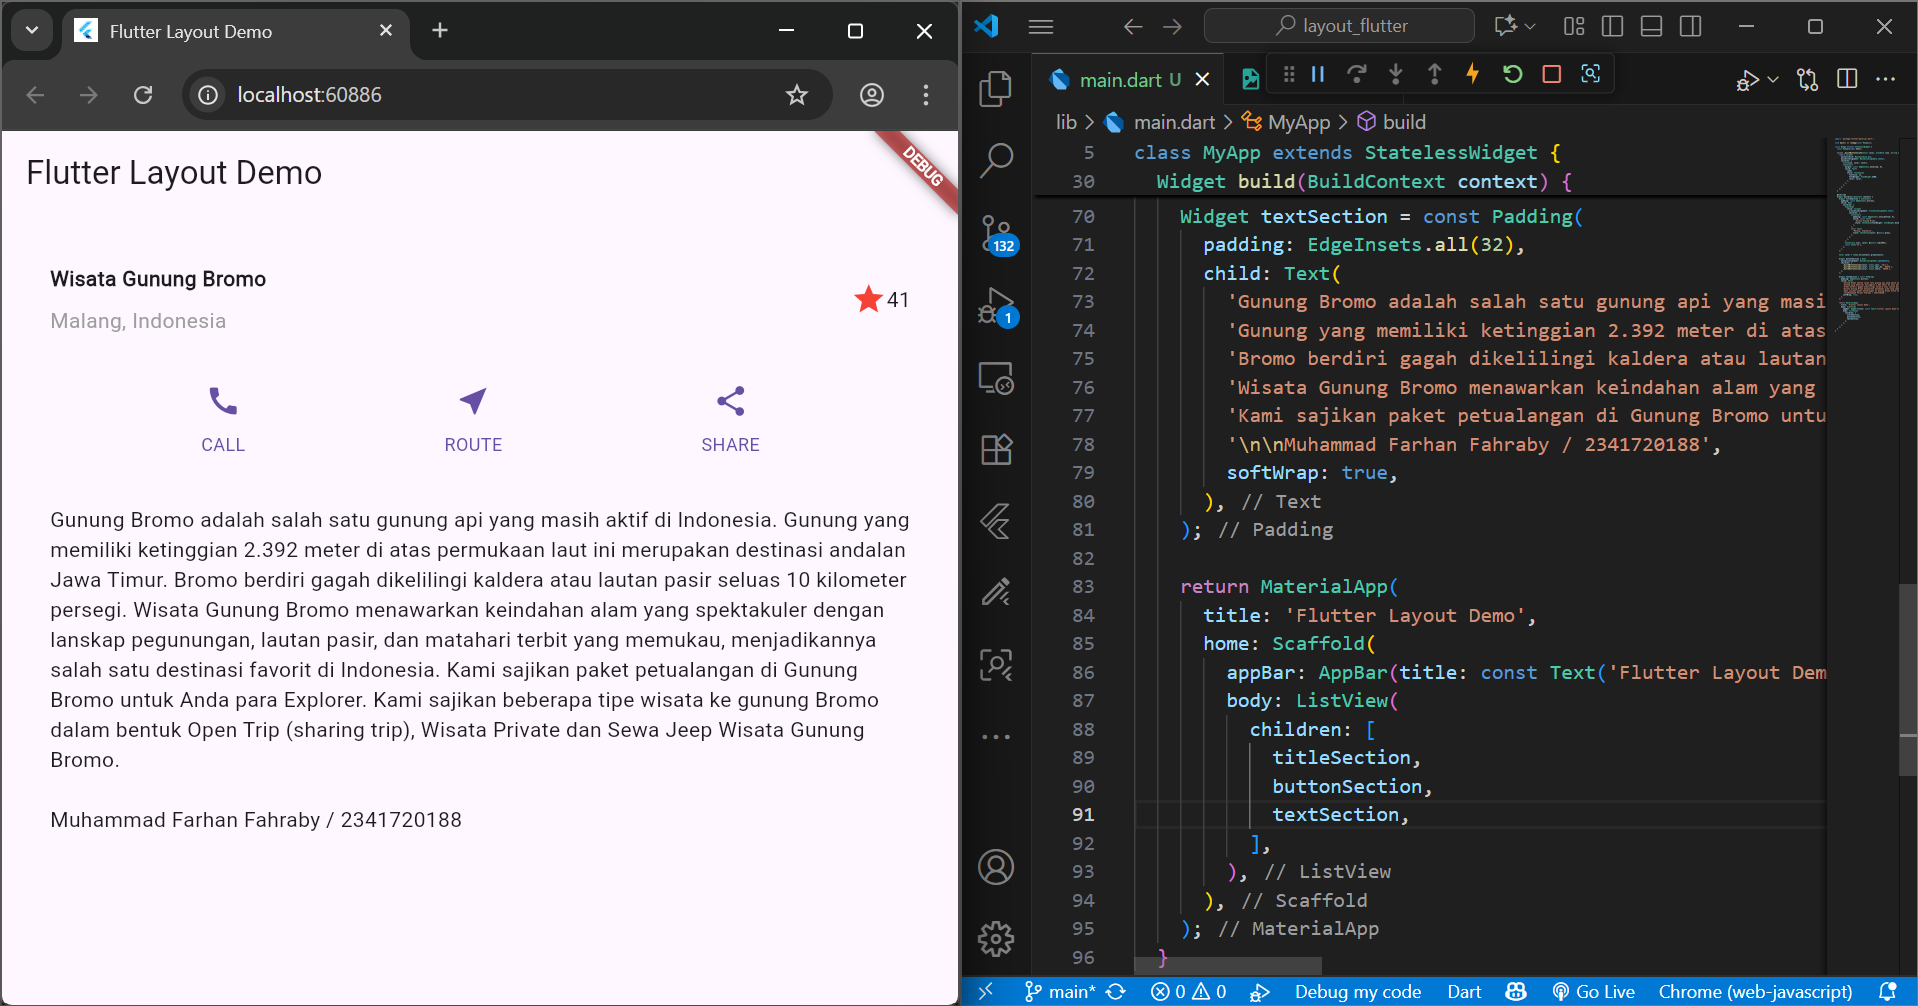 Flutter Layout Demo
localhost:60886
DEBUG
Flutter Layout Demo
Wisata Gunung Bromo
Malang, Indonesia
41
CALL
ROUTE
SHARE
Gunung Bromo adalah salah satu gunung api yang masih aktif di Indonesia. Gunung yang
memiliki ketinggian 2.392 meter di atas permukaan laut ini merupakan destinasi andalan
Jawa Timur. Bromo berdiri gagah dikelilingi kaldera atau lautan pasir seluas 10 kilometer
persegi. Wisata Gunung Bromo menawarkan keindahan alam yang spektakuler dengan
lanskap pegunungan, lautan pasir, dan matahari terbit yang memukau, menjadikannya
salah satu destinasi favorit di Indonesia. Kami sajikan paket petualangan di Gunung
Bromo untuk Anda para Explorer. Kami sajikan beberapa tipe wisata ke gunung Bromo
dalam bentuk Open Trip (sharing trip), Wisata Private dan Sewa Jeep Wisata Gunung
Bromo.
Muhammad Farhan Fahraby / 2341720188
layout_flutter
main.dart U
lib > main.dart > MyApp > build
132
1
5 class MyApp extends StatelessWidget {
30 Widget build(BuildContext context) {
70 Widget textSection = const Padding(
71 padding: EdgeInsets.all(32),
72 child: Text(
73 'Gunung Bromo adalah salah satu gunung api yang masi
74 'Gunung yang memiliki ketinggian 2.392 meter di atas
75 'Bromo berdiri gagah dikelilingi kaldera atau lautan
76 'Wisata Gunung Bromo menawarkan keindahan alam yang
77 'Kami sajikan paket petualangan di Gunung Bromo untu
78 '\n\nMuhammad Farhan Fahraby / 2341720188',
79 softWrap: true,
80 ), // Text
81 ); // Padding
82
83 return MaterialApp(
84 title: 'Flutter Layout Demo',
85 home: Scaffold(
86 appBar: AppBar(title: const Text('Flutter Layout Dem
87 body: ListView(
88 children: [
89 titleSection,
90 buttonSection,
91 textSection,
92 ],
93 ), // ListView
94 ), // Scaffold
95 ); // MaterialApp
96 }
main* 0 0 Debug my code Dart Go Live Chrome (web-javascript)